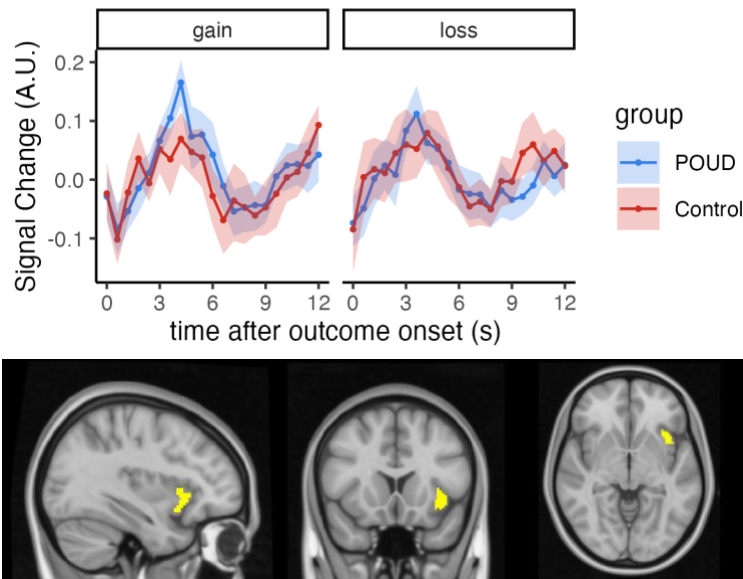 gain
loss
Signal Change (A.U.)
0.2
0.1
0.0
-0.1
0 3 6 9 12
0 3 6 9 12
time after outcome onset (s)
group
POUD
Control